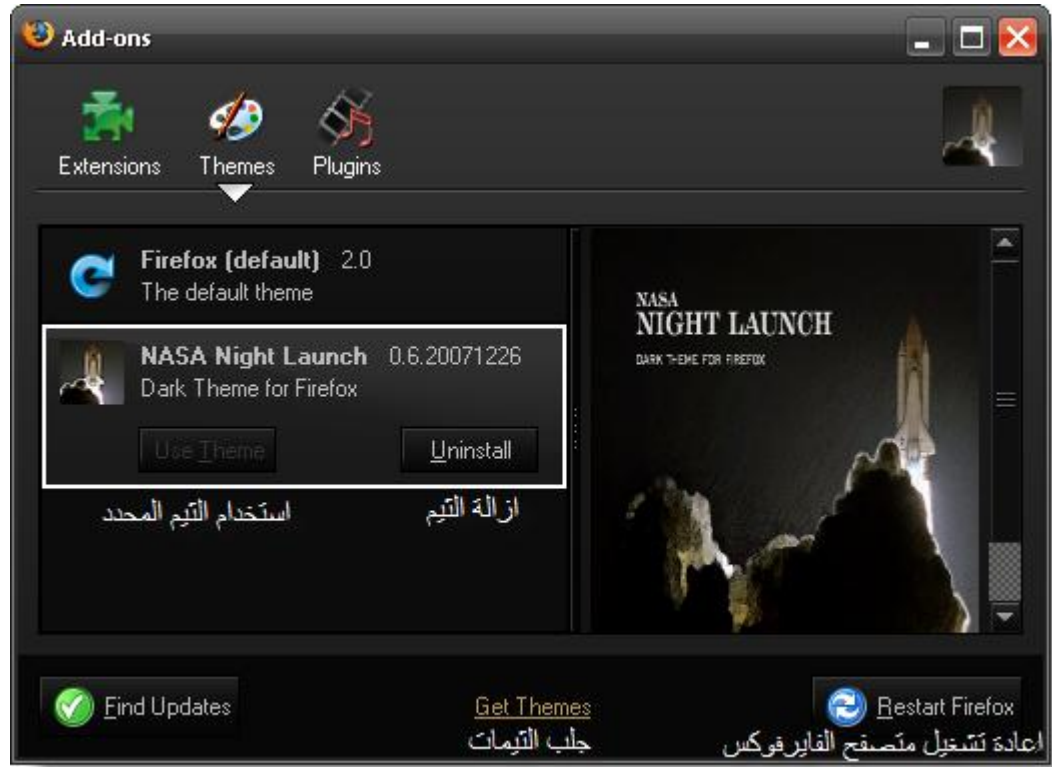 Add-ons
Extensions
Themes
Plugins
Firefox (default) 2.0
The default theme
NASA Night Launch 0.6.20071226
Dark Theme for Firefox
Use Theme
Uninstall
استخدام التيم المحدد
ازالة التيم
NASA
NIGHT LAUNCH
DARK THEME FOR FIREFOX
Find Updates
Get Themes
جلب التيمات
Restart Firefox
اعادة تشغيل متصفح الفايرفوكس